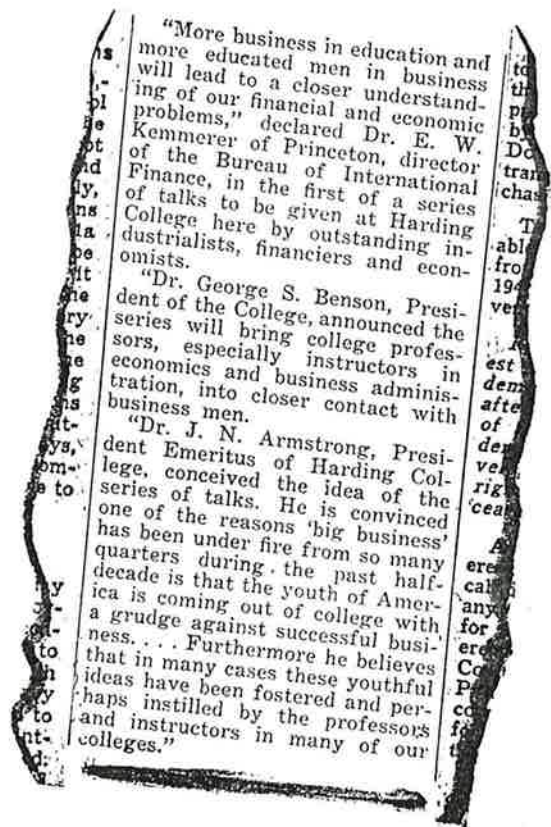 "More business in education and
more educated men in business
will lead to a closer understand-
ing of our financial and economic
problems," declared Dr. E. W.
Kemmerer of Princeton, director
of the Bureau of International
Finance, in the first of a series
of talks to be given at Harding
College here by outstanding in-
dustrialists, financiers and econ-
omists.
"Dr. George S. Benson, Presi-
dent of the College, announced the
series will bring college profes-
sors, especially instructors in
economics and business adminis-
tration, into closer contact with
business men.
"Dr. J. N. Armstrong, Presi-
dent Emeritus of Harding Col-
lege, conceived the idea of the
series of talks. He is convinced
one of the reasons 'big business'
has been under fire from so many
quarters during the past half-
decade is that the youth of Amer-
ica is coming out of college with
a grudge against successful busi-
ness.... Furthermore he believes
that in many cases these youthful
ideas have been fostered and per-
haps instilled by the professors
and instructors in many of our
colleges."